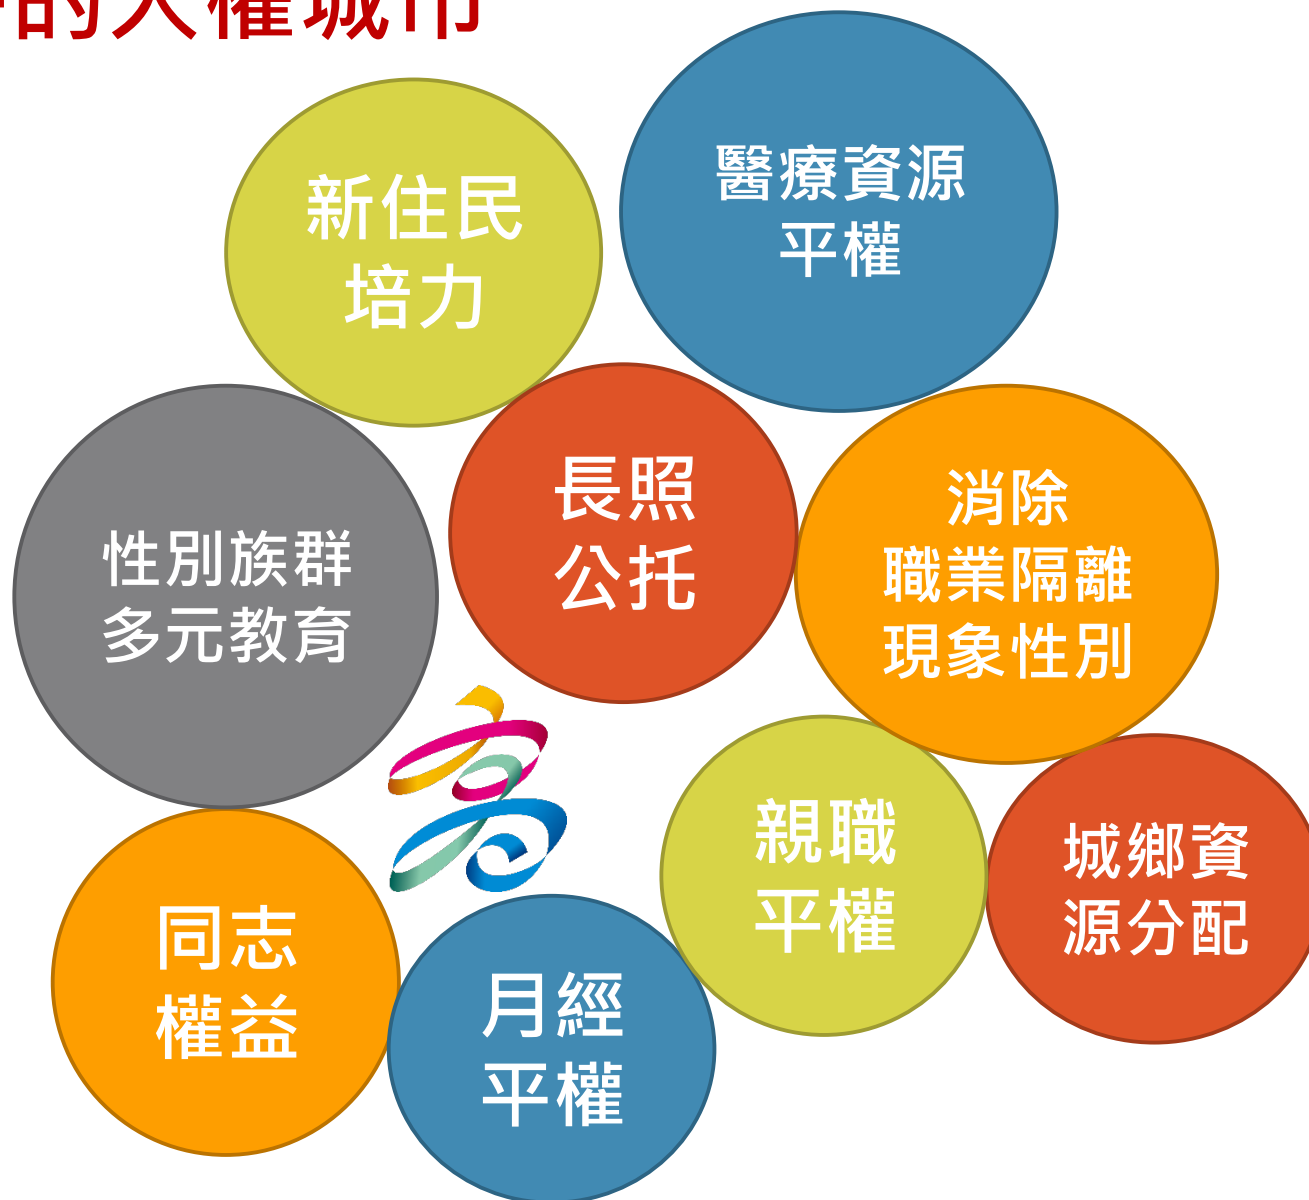 的人權城市
新住民
培力
醫療資源
平權
長照
公托
消除
職業隔離
現象性別
性別族群
多元教育
親職
平權
城鄉資
源分配
同志
權益
月經
平權